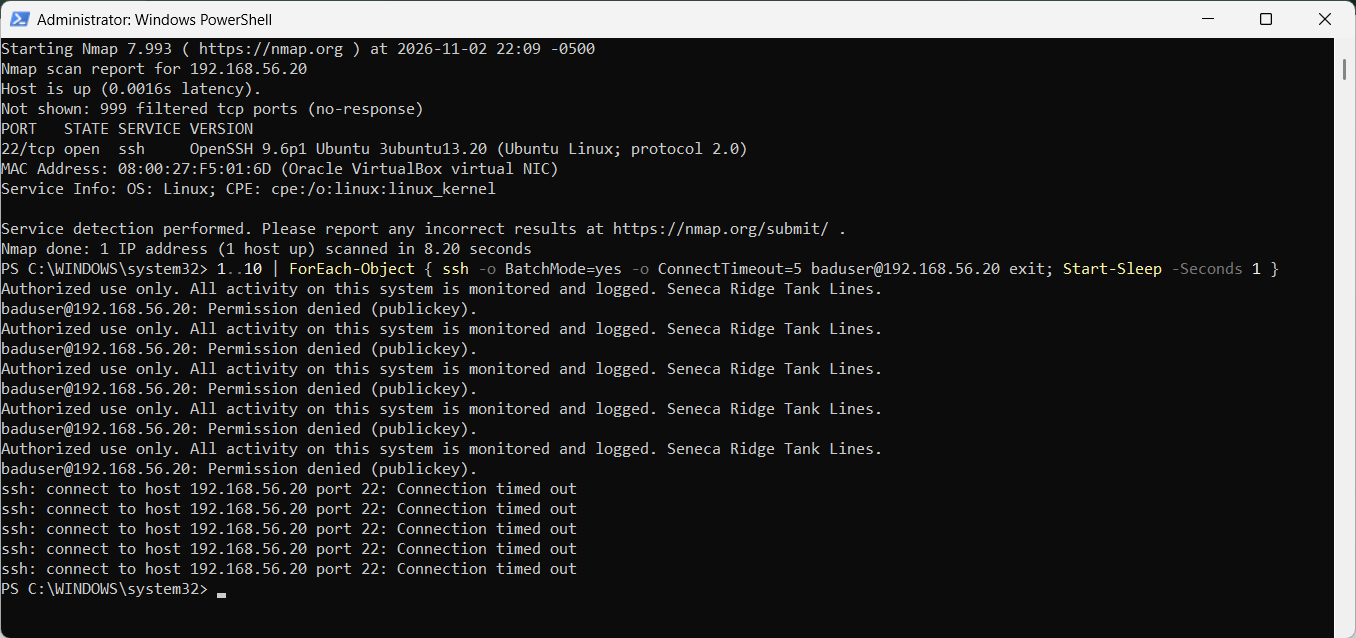 Administrator: Windows PowerShell
Starting Nmap 7.993 ( https://nmap.org ) at 2026-11-02 22:09 -0500
Nmap scan report for 192.168.56.20
Host is up (0.0016s latency).
Not shown: 999 filtered tcp ports (no-response)
PORT   STATE SERVICE VERSION
22/tcp open  ssh     OpenSSH 9.6p1 Ubuntu 3ubuntu13.20 (Ubuntu Linux; protocol 2.0)
MAC Address: 08:00:27:F5:01:6D (Oracle VirtualBox virtual NIC)
Service Info: OS: Linux; CPE: cpe:/o:linux:linux_kernel

Service detection performed. Please report any incorrect results at https://nmap.org/submit/ .
Nmap done: 1 IP address (1 host up) scanned in 8.20 seconds
PS C:\WINDOWS\system32> 1..10 | ForEach-Object { ssh -o BatchMode=yes -o ConnectTimeout=5 baduser@192.168.56.20 exit; Start-Sleep -Seconds 1 }
Authorized use only. All activity on this system is monitored and logged. Seneca Ridge Tank Lines.
baduser@192.168.56.20: Permission denied (publickey).
Authorized use only. All activity on this system is monitored and logged. Seneca Ridge Tank Lines.
baduser@192.168.56.20: Permission denied (publickey).
Authorized use only. All activity on this system is monitored and logged. Seneca Ridge Tank Lines.
baduser@192.168.56.20: Permission denied (publickey).
Authorized use only. All activity on this system is monitored and logged. Seneca Ridge Tank Lines.
baduser@192.168.56.20: Permission denied (publickey).
Authorized use only. All activity on this system is monitored and logged. Seneca Ridge Tank Lines.
baduser@192.168.56.20: Permission denied (publickey).
ssh: connect to host 192.168.56.20 port 22: Connection timed out
ssh: connect to host 192.168.56.20 port 22: Connection timed out
ssh: connect to host 192.168.56.20 port 22: Connection timed out
ssh: connect to host 192.168.56.20 port 22: Connection timed out
ssh: connect to host 192.168.56.20 port 22: Connection timed out
PS C:\WINDOWS\system32>